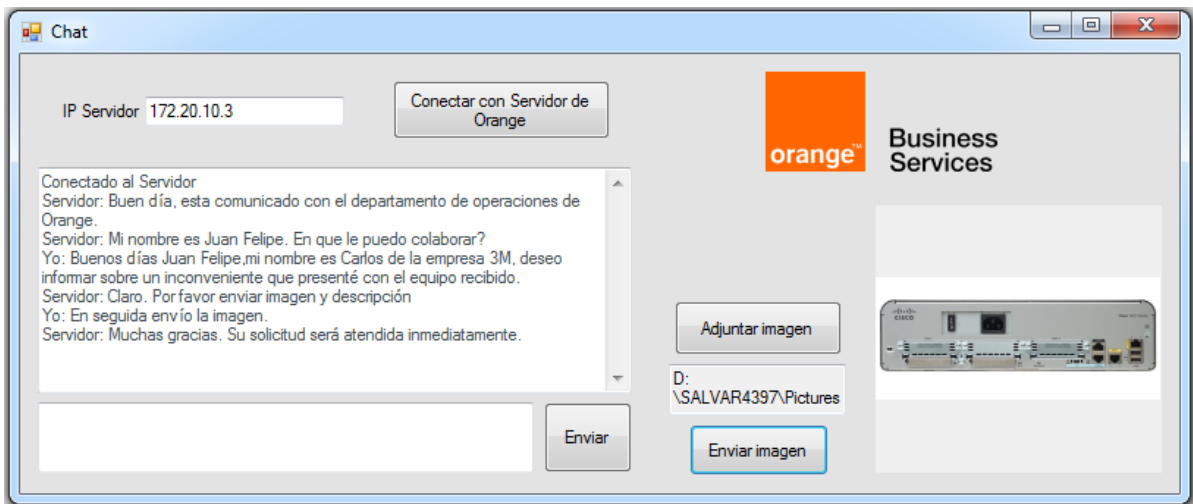 Chat
IP Servidor 172.20.10.3
Conectar con Servidor de
Orange
orange™
Business
Services
Conectado al Servidor
Servidor: Buen día, esta comunicado con el departamento de operaciones de
Orange.
Servidor: Mi nombre es Juan Felipe. En que le puedo colaborar?
Yo: Buenos días Juan Felipe,mi nombre es Carlos de la empresa 3M, deseo
informar sobre un inconveniente que presenté con el equipo recibido.
Servidor: Claro. Por favor enviar imagen y descripción
Yo: En seguida envío la imagen.
Servidor: Muchas gracias. Su solicitud será atendida inmediatamente.
Adjuntar imagen
D:
\SALVAR4397\Pictures
Enviar
Enviar imagen
CISCO